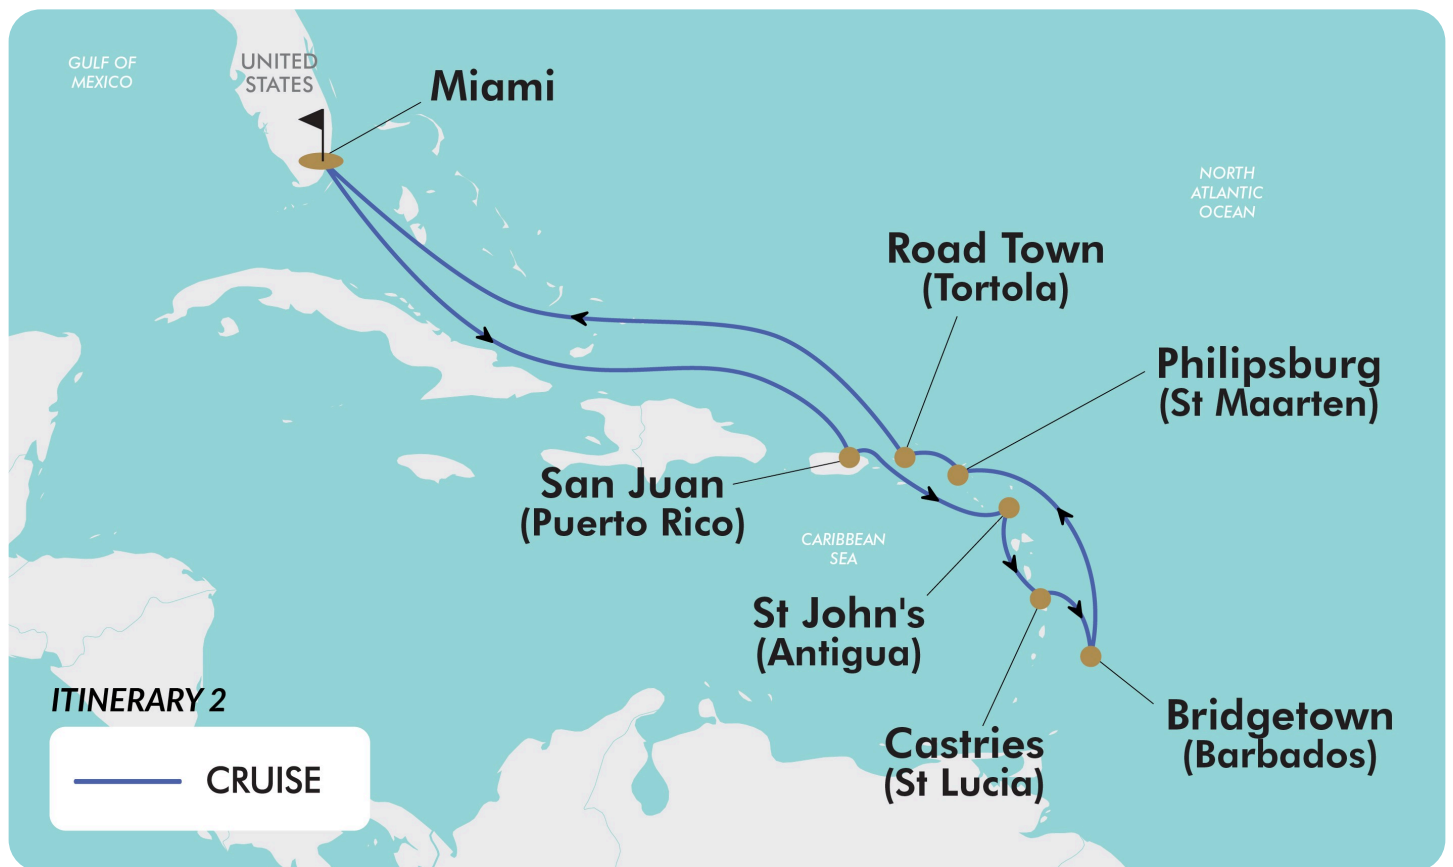 GULF OF
MEXICO
UNITED
STATES
Miami
NORTH
ATLANTIC
OCEAN
Road Town
(Tortola)
Philipsburg
(St Maarten)
San Juan
(Puerto Rico)
CARIBBEAN
SEA
St John's
(Antigua)
Castries
(St Lucia)
Bridgetown
(Barbados)
ITINERARY 2
CRUISE